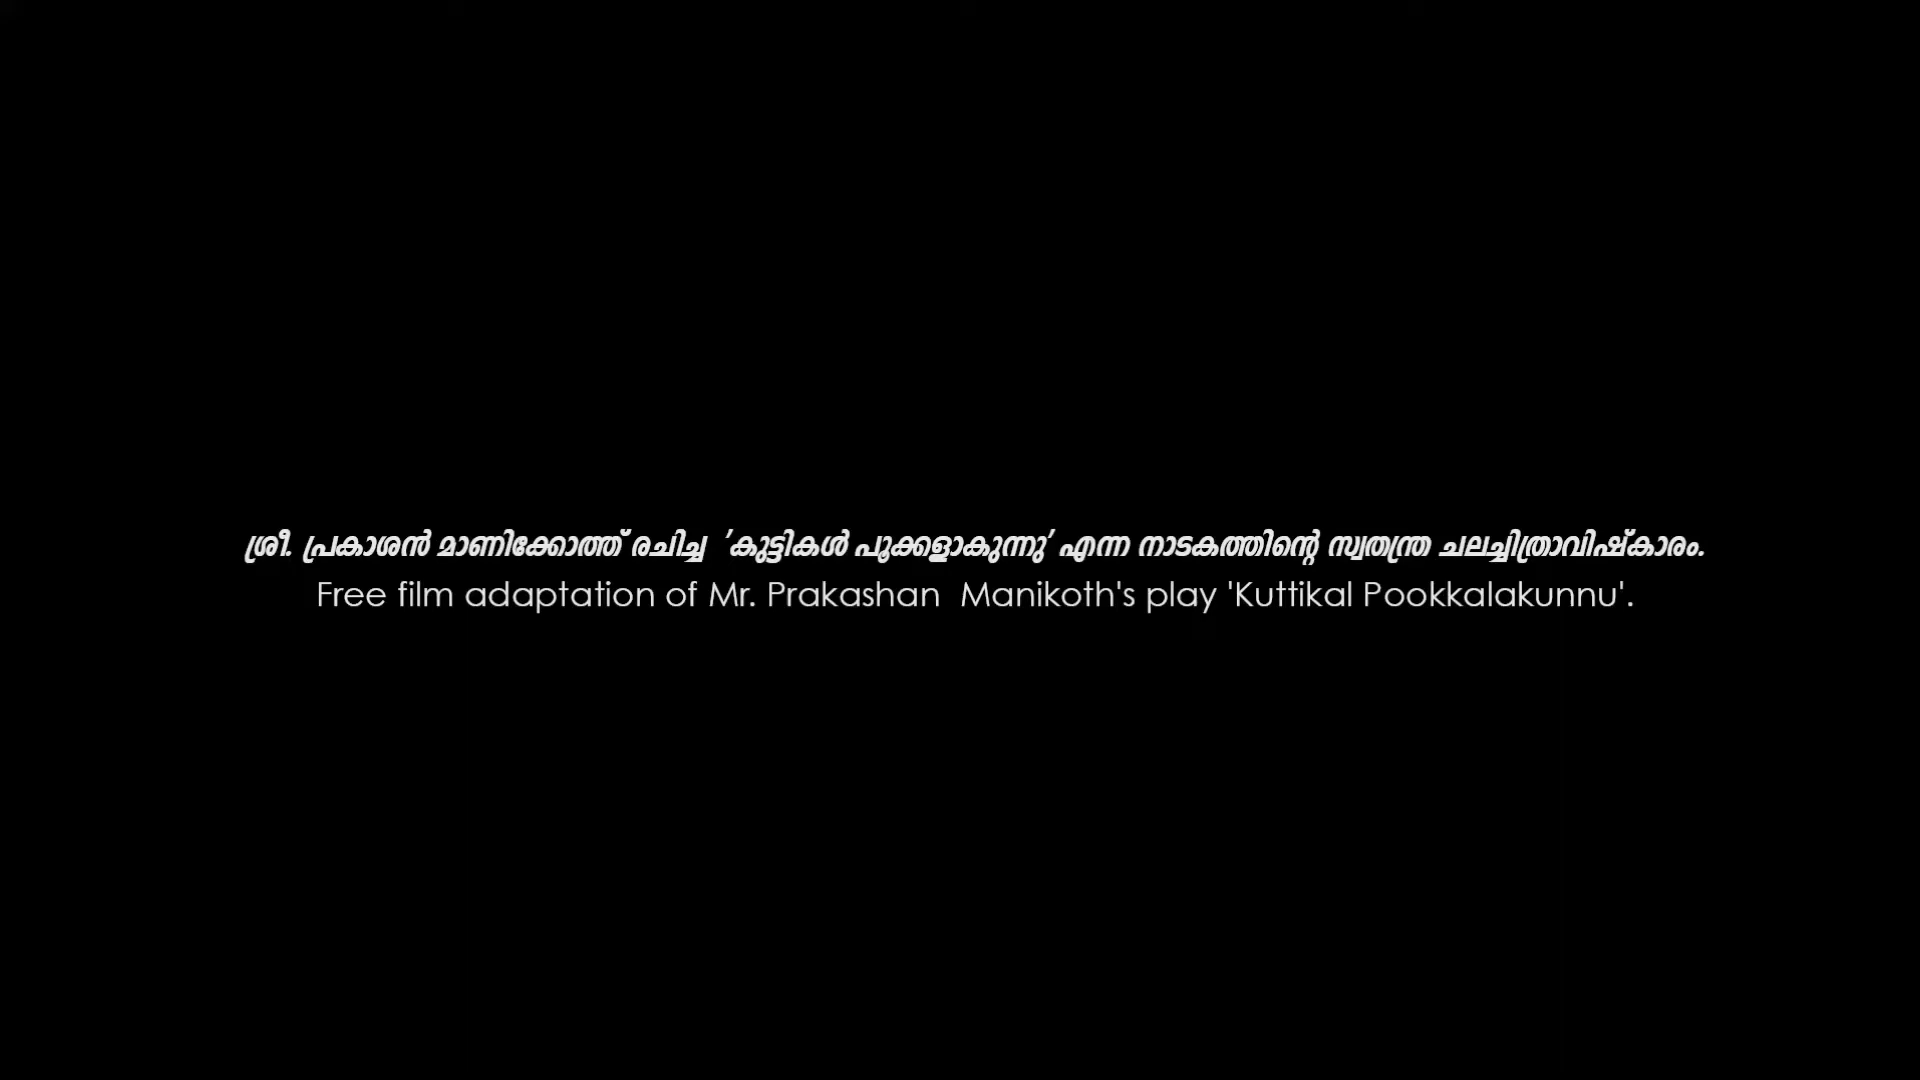 ശ്രീ. പ്രകാശൻ മാണിക്കോത്ത് രചിച്ച 'കുട്ടികൾ പൂക്കളാകുന്നു' എന്ന നാടകത്തിന്റെ സ്വതന്ത്ര ചലച്ചിത്രാവിഷ്കാരം.
Free film adaptation of Mr. Prakashan Manikoth's play 'Kuttikal Pookkalakunnu'.